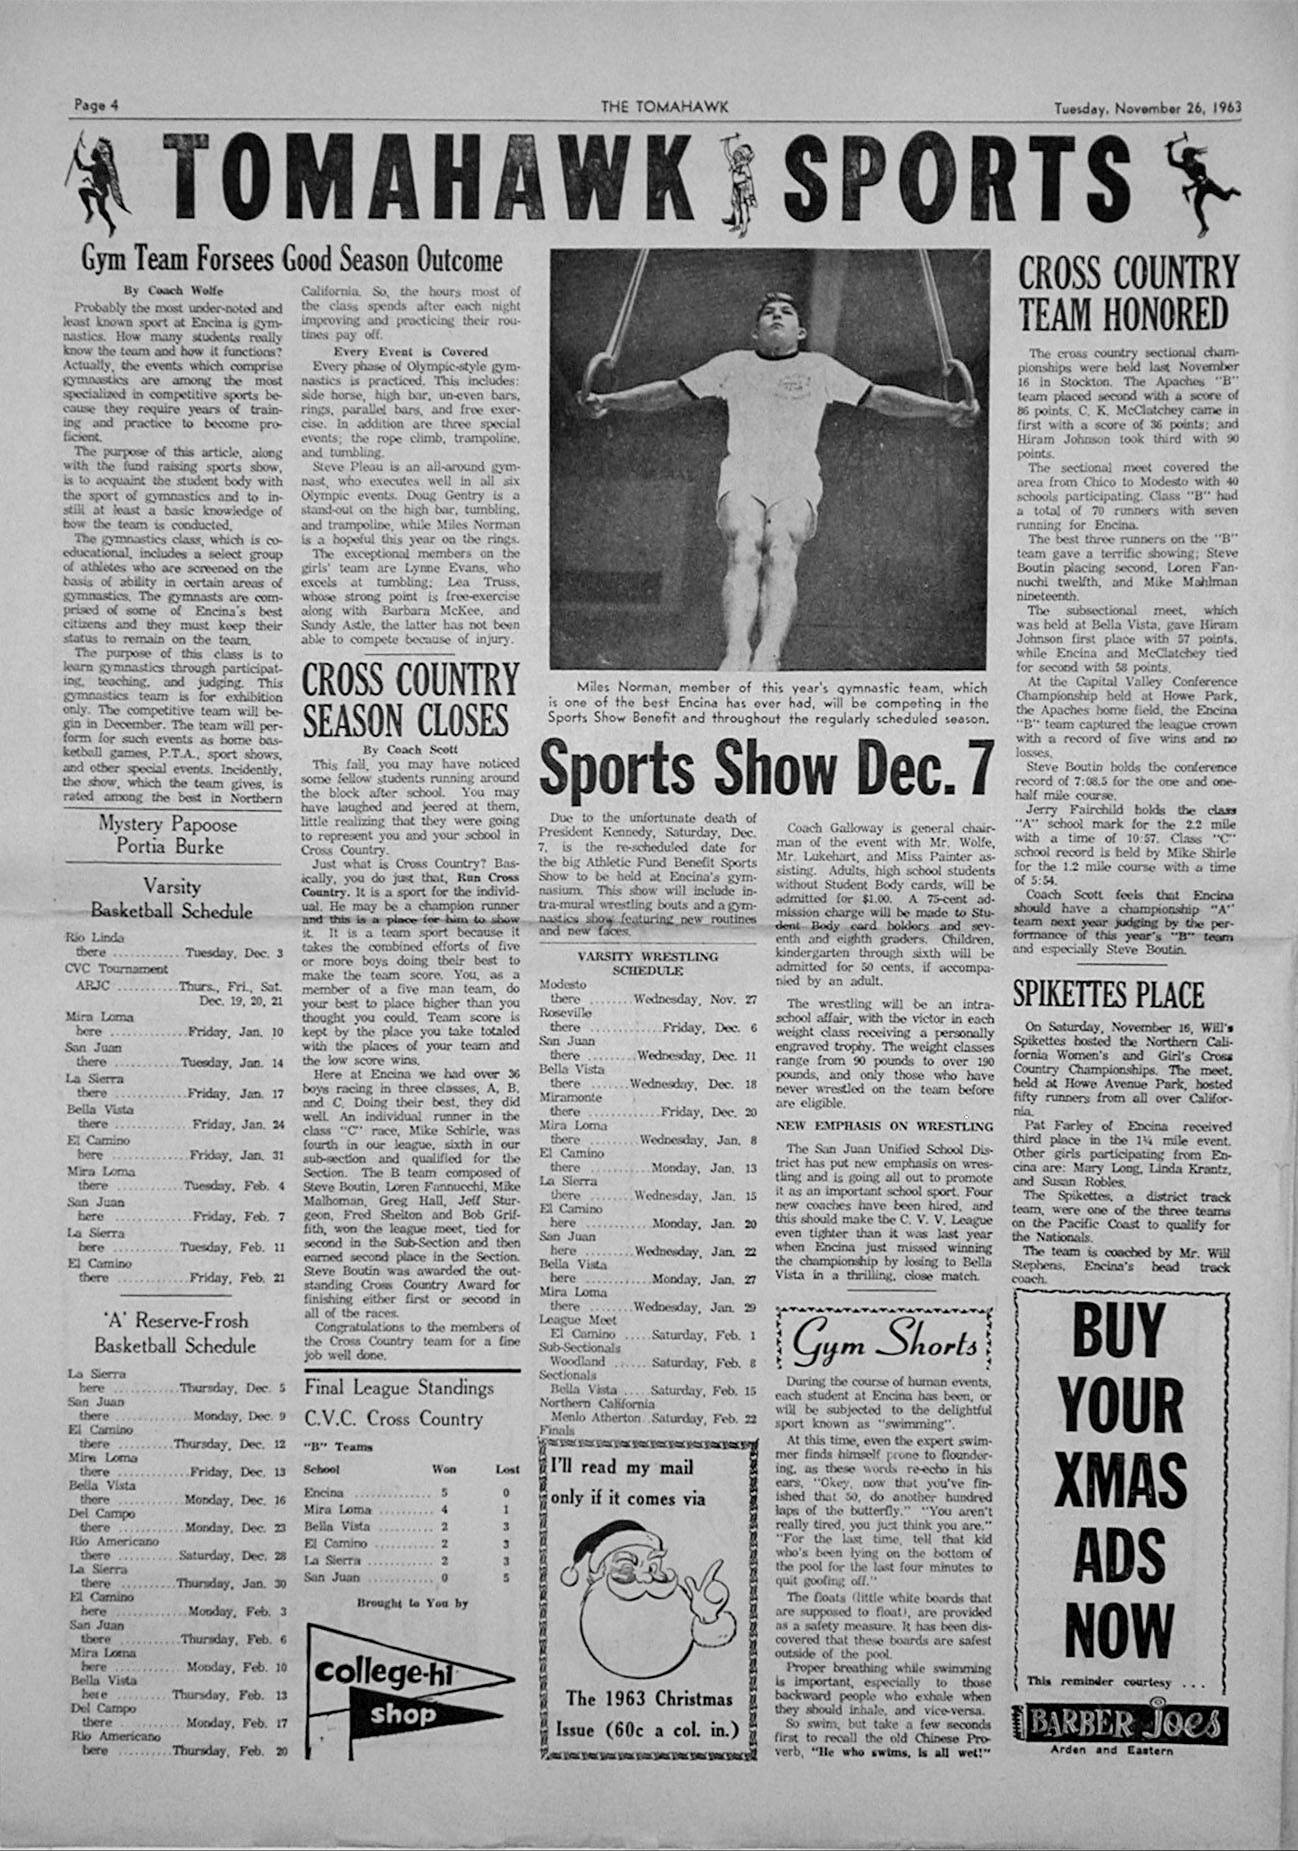 Page 4
THE TOMAHAWK
Tuesday, November 26, 1963
TOMAHAWK SPORTS
Gym Team Forsees Good Season Outcome
By Coach Wolfe
Probably the most under-noted and
least known sport at Encina is gym-
nastics. How many students really
know the team and how it functions?
Actually, the events which comprise
gymnastics are among the most
specialized in competitive sports be-
cause they require years of train-
ing and practice to become pro-
ficient.
The purpose of this article, along
with the fund raising sports show,
is to acquaint the student body with
the sport of gymnastics and to in-
still at least a basic knowledge of
how the team is conducted.
The gymnastics class, which is co-
educational, includes a select group
of athletes who are screened on the
basis of ability in certain areas of
gymnastics. The gymnasts are com-
prised of some of Encina's best
citizens and they must keep their
status to remain on the team.
The purpose of this class is to
learn gymnastics through participat-
ing, teaching, and judging. This
gymnastics team is for exhibition
only. The competitive team will be-
gin in December. The team will per-
form for such events as home bas-
ketball games, P.T.A., sport shows,
and other special events. Incidently,
the show, which the team gives, is
rated among the best in Northern
California. So, the hours most of
the class spends after each night
improving and practicing their rou-
tines pay off.
Every Event is Covered
Every phase of Olympic-style gym-
nastics is practiced. This includes:
side horse, high bar, un-even bars,
rings, parallel bars, and free exer-
cise. In addition are three special
events; the rope climb, trampoline,
and tumbling.
Steve Pleau is an all-around gym-
nast, who executes well in all six
Olympic events. Doug Gentry is a
stand-out on the high bar, tumbling,
and trampoline, while Miles Norman
is a hopeful this year on the rings.
The exceptional members on the
girls' team are Lynne Evans, who
excels at tumbling; Lea Truss,
whose strong point is free-exercise
along with Barbara McKee, and
Sandy Astle, the latter has not been
able to compete because of injury.
Mystery Papoose
Portia Burke
Varsity
Basketball Schedule
Rio Linda
there ........... Tuesday, Dec. 3
CVC Tournament
ARJC ........... Thurs., Fri., Sat.
Dec. 19, 20, 21
Mira Loma
here ........... Friday, Jan. 10
San Juan
there ........... Tuesday, Jan. 14
La Sierra
there ........... Friday, Jan. 17
Bella Vista
there ........... Friday, Jan. 24
El Camino
here ........... Friday, Jan. 31
Mira Loma
there ........... Tuesday, Feb. 4
San Juan
here ........... Friday, Feb. 7
La Sierra
here ........... Tuesday, Feb. 11
El Camino
there ........... Friday, Feb. 21
'A' Reserve-Frosh
Basketball Schedule
La Sierra
here ........... Thursday, Dec. 5
San Juan
there ........... Monday, Dec. 9
El Camino
there ........... Thursday, Dec. 12
Mira Loma
there ........... Friday, Dec. 13
Bella Vista
there ........... Monday, Dec. 16
Del Campo
there ........... Monday, Dec. 23
Rio Americano
there ........... Saturday, Dec. 28
La Sierra
there ........... Thursday, Jan. 30
El Camino
here ........... Monday, Feb. 3
San Juan
there ........... Thursday, Feb. 6
Mira Loma
here ........... Monday, Feb. 10
Bella Vista
here ........... Thursday, Feb. 13
Del Campo
there ........... Monday, Feb. 17
Rio Americano
here ........... Thursday, Feb. 20
CROSS COUNTRY
SEASON CLOSES
By Coach Scott
This fall, you may have noticed
some fellow students running around
the block after school. You may
have laughed and jeered at them,
little realizing that they were going
to represent you and your school in
Cross Country.
Just what is Cross Country? Bas-
ically, you do just that, Run Cross
Country. It is a sport for the individ-
ual. He may be a champion runner
and this is a place for him to show
it. It is a team sport because it
takes the combined efforts of five
or more boys doing their best to
make the team score. You, as a
member of a five man team, do
your best to place higher than you
thought you could. Team score is
kept by the place you take totaled
with the places of your team and
the low score wins.
Here at Encina we had over 36
boys racing in three classes, A, B,
and C. Doing their best, they did
well. An individual runner in the
class "C" race, Mike Schirle, was
fourth in our league, sixth in our
sub-section and qualified for the
Section. The B team composed of
Steve Boutin, Loren Fannucchi, Mike
Malhoman, Greg Hall, Jeff Stur-
geon, Fred Shelton and Bob Grif-
fith, won the league meet, tied for
second in the Sub-Section and then
earned second place in the Section.
Steve Boutin was awarded the out-
standing Cross Country Award for
finishing either first or second in
all of the races.
Congratulations to the members of
the Cross Country team for a fine
job well done.
Final League Standings
C.V.C. Cross Country
"B" Teams
School Won Lost
Encina ........... 5 0
Mira Loma ........... 4 1
Bella Vista ........... 2 3
El Camino ........... 2 3
La Sierra ........... 2 3
San Juan ........... 0 5
Brought to You by
college-hi
shop
Miles Norman, member of this year's gymnastic team, which
is one of the best Encina has ever had, will be competing in the
Sports Show Benefit and throughout the regularly scheduled season.
Sports Show Dec. 7
Due to the unfortunate death of
President Kennedy, Saturday, Dec.
7, is the re-scheduled date for
the big Athletic Fund Benefit Sports
Show to be held at Encina's gym-
nasium. This show will include in-
tra-mural wrestling bouts and a gym-
nastics show featuring new routines
and new faces.
VARSITY WRESTLING
SCHEDULE
Modesto
there ........ Wednesday, Nov. 27
Roseville
there ........ Friday, Dec. 6
San Juan
there ........ Wednesday, Dec. 11
Bella Vista
there ........ Wednesday, Dec. 18
Miramonte
there ........ Friday, Dec. 20
Mira Loma
there ........ Wednesday, Jan. 8
El Camino
there ........ Monday, Jan. 13
La Sierra
there ........ Wednesday, Jan. 15
El Camino
here ........ Monday, Jan. 20
San Juan
here ........ Wednesday, Jan. 22
Bella Vista
here ........ Monday, Jan. 27
Mira Loma
there ........ Wednesday, Jan. 29
League Meet
El Camino ..... Saturday, Feb. 1
Sub-Sectionals
Woodland ...... Saturday, Feb. 8
Sectionals
Bella Vista ..... Saturday, Feb. 15
Northern California
Menlo Atherton Saturday, Feb. 22
Finals
I'll read my mail
only if it comes via
The 1963 Christmas
Issue (60c a col. in.)
Coach Galloway is general chair-
man of the event with Mr. Wolfe,
Mr. Lukehart, and Miss Painter as-
sisting. Adults, high school students
without Student Body cards, will be
admitted for $1.00. A 75-cent ad-
mission charge will be made to Stu-
dent Body card holders and sev-
enth and eighth graders. Children,
kindergarten through sixth will be
admitted for 50 cents, if accompa-
nied by an adult.
The wrestling will be an intra-
school affair, with the victor in each
weight class receiving a personally
engraved trophy. The weight classes
range from 90 pounds to over 190
pounds, and only those who have
never wrestled on the team before
are eligible.
NEW EMPHASIS ON WRESTLING
The San Juan Unified School Dis-
trict has put new emphasis on wres-
tling and is going all out to promote
it as an important school sport. Four
new coaches have been hired, and
this should make the C. V. V. League
even tighter than it was last year
when Encina just missed winning
the championship by losing to Bella
Vista in a thrilling, close match.
Gym Shorts
During the course of human events,
each student at Encina has been, or
will be subjected to the delightful
sport known as "swimming".
At this time, even the expert swim-
mer finds himself prone to flounder-
ing, as these words re-echo in his
ears, "Okey, now that you've fin-
ished that 50, do another hundred
laps of the butterfly." "You aren't
really tired, you just think you are."
"For the last time, tell that kid
who's been lying on the bottom of
the pool for the last four minutes to
quit goofing off."
The floats (little white boards that
are supposed to float), are provided
as a safety measure. It has been dis-
covered that these boards are safest
outside of the pool.
Proper breathing while swimming
is important, especially to those
backward people who exhale when
they should inhale, and vice-versa.
So swim, but take a few seconds
first to recall the old Chinese Pro-
verb, "He who swims, is all wet!"
CROSS COUNTRY
TEAM HONORED
The cross country sectional cham-
pionships were held last November
16 in Stockton. The Apaches "B"
team placed second with a score of
86 points. C. K. McClatchey came in
first with a score of 36 points; and
Hiram Johnson took third with 90
points.
The sectional meet covered the
area from Chico to Modesto with 40
schools participating. Class "B" had
a total of 70 runners with seven
running for Encina.
The best three runners on the "B"
team gave a terrific showing; Steve
Boutin placing second, Loren Fan-
nuchi twelfth, and Mike Mahlman
nineteenth.
The subsectional meet, which
was held at Bella Vista, gave Hiram
Johnson first place with 57 points,
while Encina and McClatchey tied
for second with 58 points.
At the Capital Valley Conference
Championship held at Howe Park,
the Apaches home field, the Encina
"B" team captured the league crown
with a record of five wins and no
losses.
Steve Boutin holds the conference
record of 7:08.5 for the one and one-
half mile course.
Jerry Fairchild holds the class
"A" school mark for the 2.2 mile
with a time of 10:57. Class "C"
school record is held by Mike Shirle
for the 1.2 mile course with a time
of 5:54.
Coach Scott feels that Encina
should have a championship "A"
team next year judging by the per-
formance of this year's "B" team
and especially Steve Boutin.
SPIKETTES PLACE
On Saturday, November 16, Will's
Spikettes hosted the Northern Cali-
fornia Women's and Girl's Cross
Country Championships. The meet,
held at Howe Avenue Park, hosted
fifty runners from all over Califor-
nia.
Pat Farley of Encina received
third place in the 1¼ mile event.
Other girls participating from En-
cina are: Mary Long, Linda Krantz,
and Susan Robles.
The Spikettes, a district track
team, were one of the three teams
on the Pacific Coast to qualify for
the Nationals.
The team is coached by Mr. Will
Stephens, Encina's head track
coach.
BUY
YOUR
XMAS
ADS
NOW
This reminder courtesy . . .
BARBER JOES
Arden and Eastern